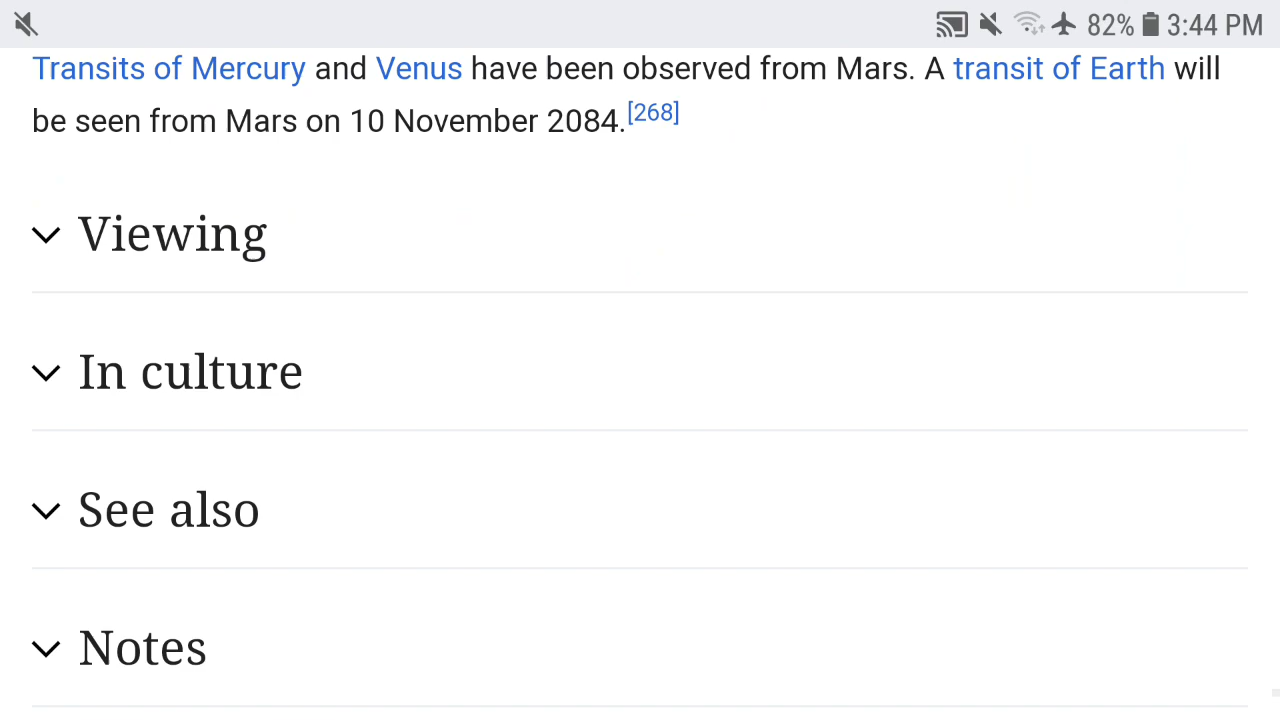 82% 3:44 PM
Transits of Mercury and Venus have been observed from Mars. A transit of Earth will
be seen from Mars on 10 November 2084.[268]
Viewing
In culture
See also
Notes